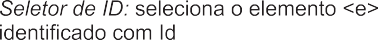 Seletor de ID: seleciona o elemento <e>
identificado com Id